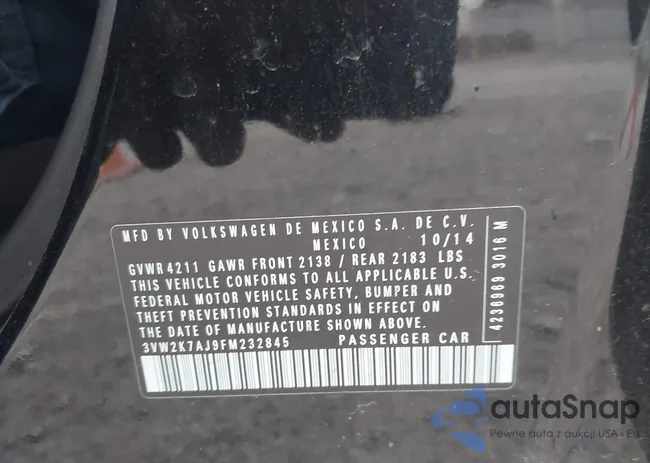 MFD BY VOLKSWAGEN DE MEXICO S.A. DE C.V.
MEXICO 10/14
GVWR 4211 GAWR FRONT 2138 / REAR 2183 LBS
THIS VEHICLE CONFORMS TO ALL APPLICABLE U.S.
FEDERAL MOTOR VEHICLE SAFETY, BUMPER AND
THEFT PREVENTION STANDARDS IN EFFECT ON
THE DATE OF MANUFACTURE SHOWN ABOVE.
3VW2K7AJ9FM232845 PASSENGER CAR
4236969 3016 M
autaSnap
Pewne auta z aukcji USA i EU